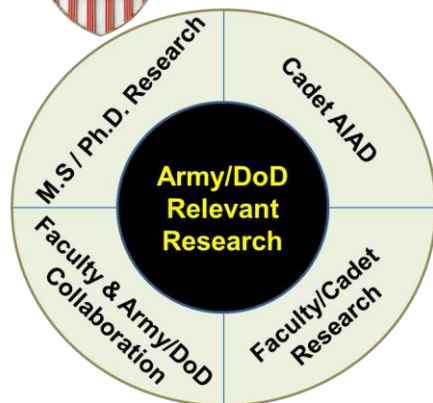 M.S / Ph.D. Research
Cadet AIAD
Army/DoD
Relevant
Research
Faculty & Army/DoD
Collaboration
Faculty/Cadet
Research